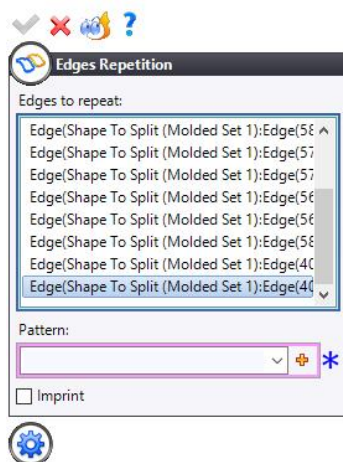 Edges Repetition
Edges to repeat:
Edge(Shape To Split (Molded Set 1):Edge(58
Edge(Shape To Split (Molded Set 1):Edge(57
Edge(Shape To Split (Molded Set 1):Edge(57
Edge(Shape To Split (Molded Set 1):Edge(56
Edge(Shape To Split (Molded Set 1):Edge(56
Edge(Shape To Split (Molded Set 1):Edge(58
Edge(Shape To Split (Molded Set 1):Edge(40
Edge(Shape To Split (Molded Set 1):Edge(40
Pattern:
Imprint